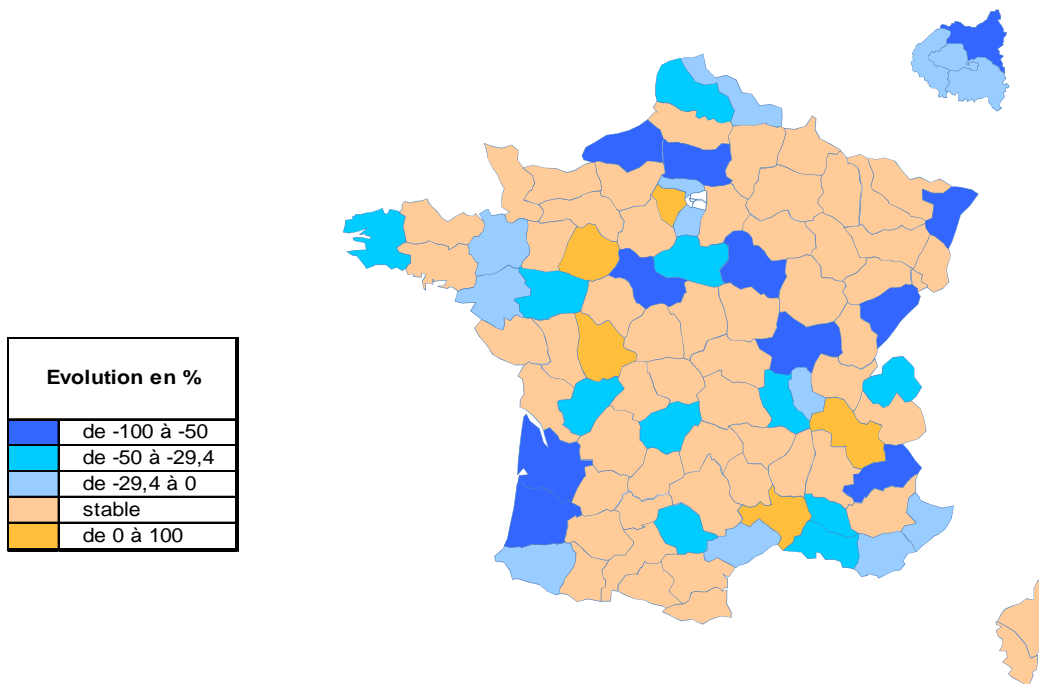 Evolution en %
de -100 à -50
de -50 à -29,4
de -29,4 à 0
stable
de 0 à 100